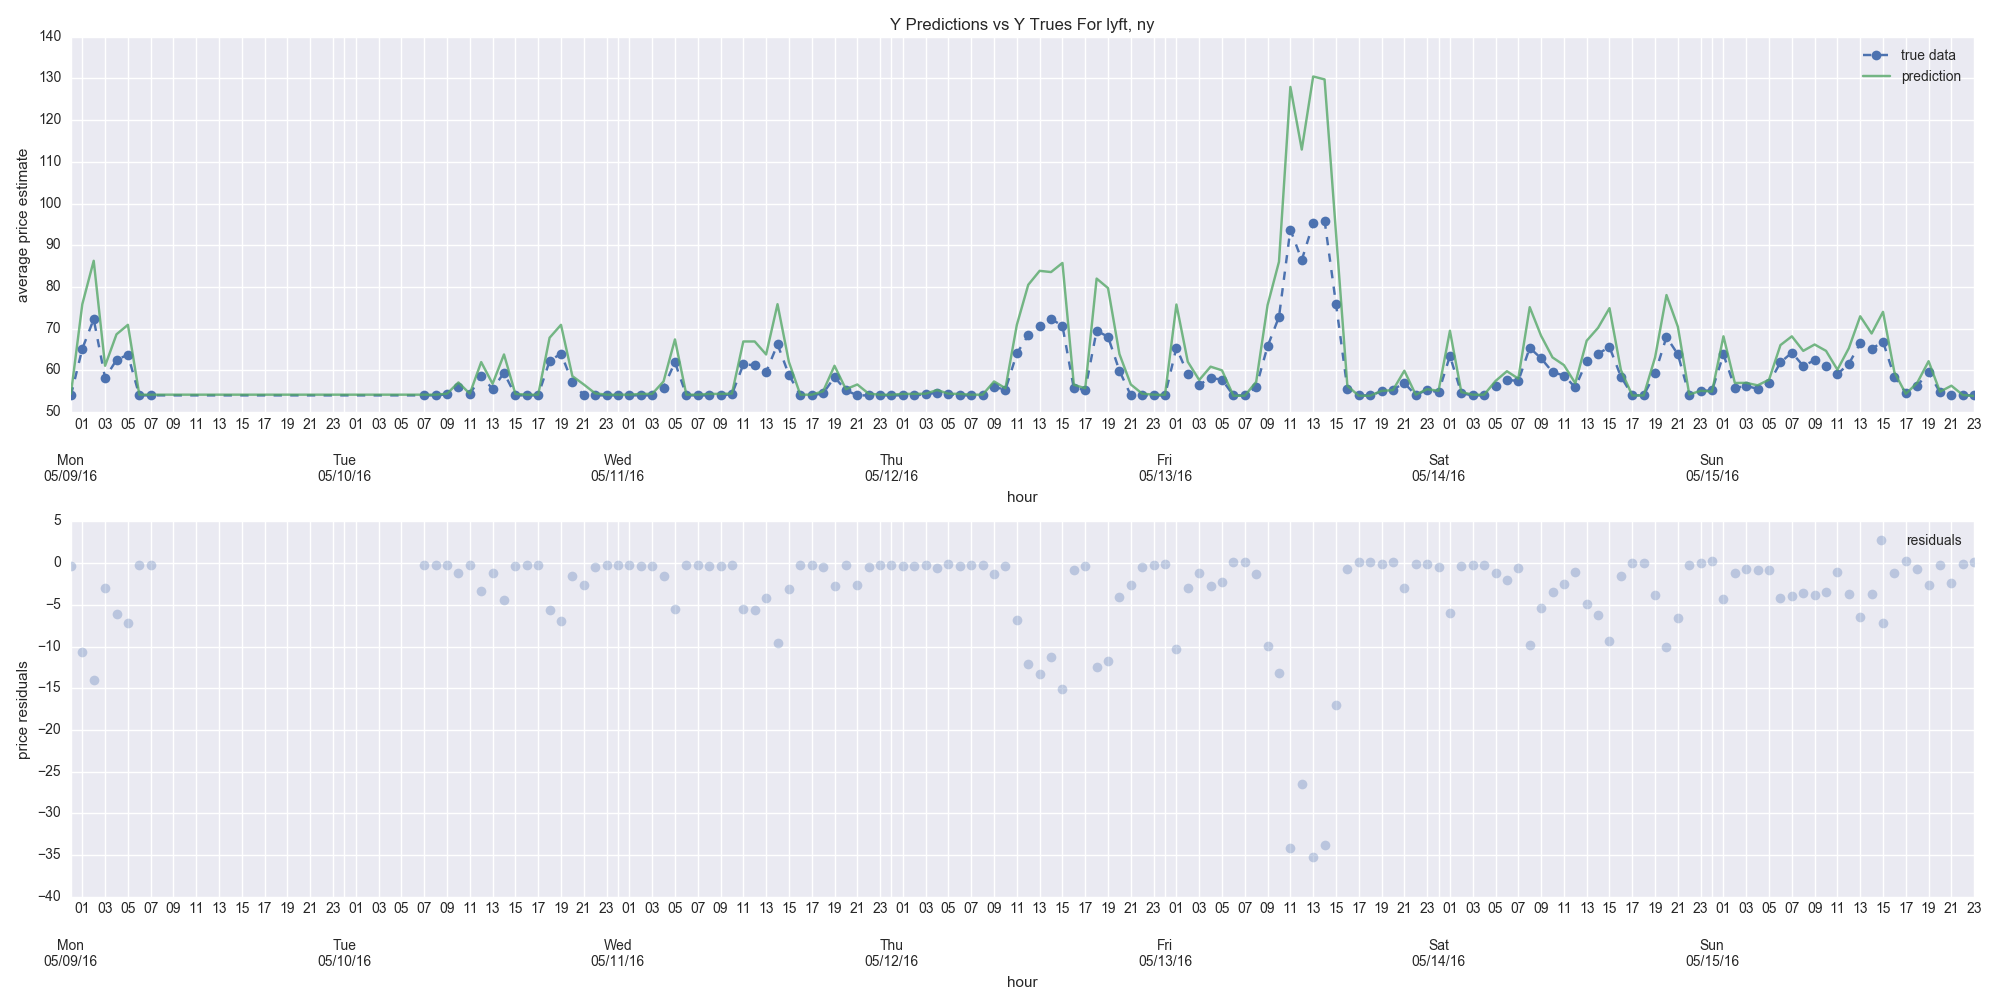 Y Predictions vs Y Trues For lyft, ny
140
130
120
110
100
90
80
70
60
50
average price estimate
true data
prediction
01 03 05 07 09 11 13 15 17 19 21 23 01 03 05 07 09 11 13 15 17 19 21 23 01 03 05 07 09 11 13 15 17 19 21 23 01 03 05 07 09 11 13 15 17 19 21 23 01 03 05 07 09 11 13 15 17 19 21 23 01 03 05 07 09 11 13 15 17 19 21 23 01 03 05 07 09 11 13 15 17 19 21 23
Mon Tue Wed Thu Fri Sat Sun
05/09/16 05/10/16 05/11/16 05/12/16 05/13/16 05/14/16 05/15/16
hour
5
0
−5
−10
−15
−20
−25
−30
−35
−40
price residuals
residuals
01 03 05 07 09 11 13 15 17 19 21 23 01 03 05 07 09 11 13 15 17 19 21 23 01 03 05 07 09 11 13 15 17 19 21 23 01 03 05 07 09 11 13 15 17 19 21 23 01 03 05 07 09 11 13 15 17 19 21 23 01 03 05 07 09 11 13 15 17 19 21 23 01 03 05 07 09 11 13 15 17 19 21 23
Mon Tue Wed Thu Fri Sat Sun
05/09/16 05/10/16 05/11/16 05/12/16 05/13/16 05/14/16 05/15/16
hour